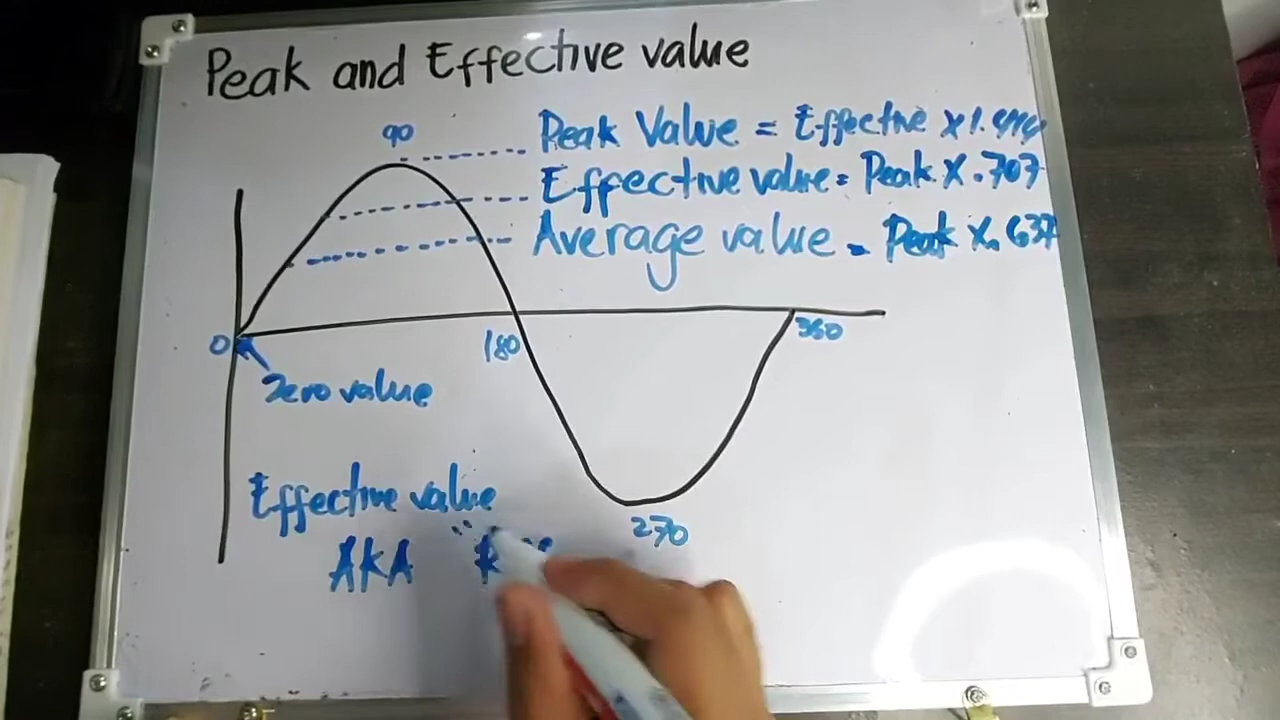 Peak and Effective value
90
Peak Value = Effective x 1.414
Effective value = Peak x .707
Average value = Peak x .637
0
180
360
Zero value
Effective value
270
AKA